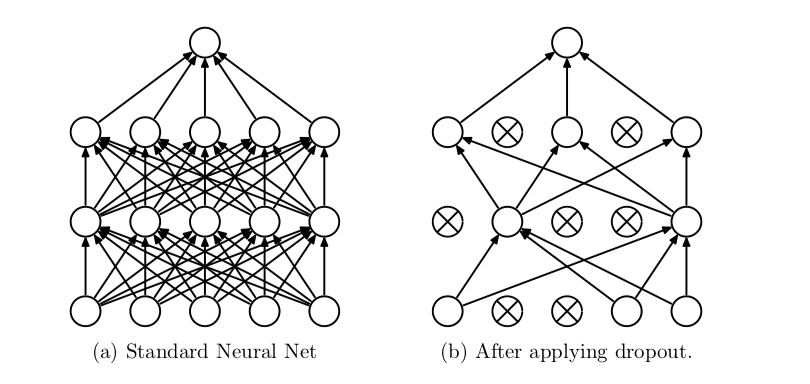 (a) Standard Neural Net
(b) After applying dropout.